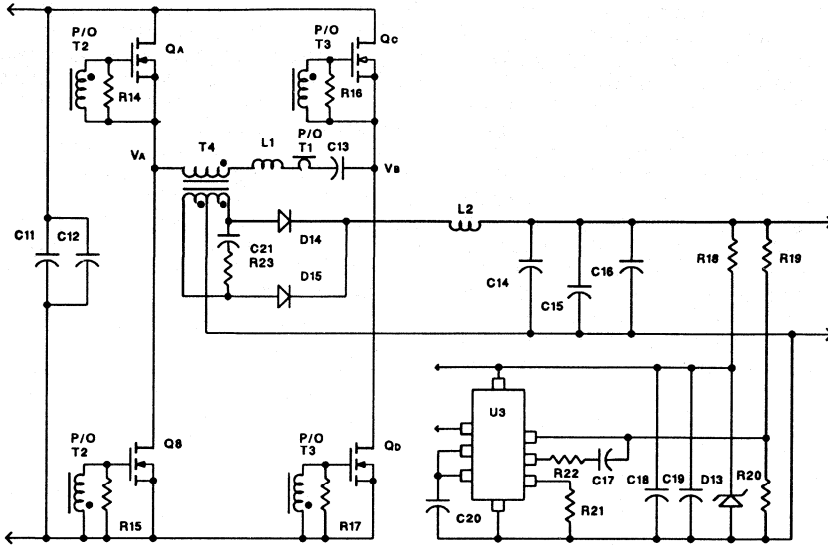 P/O
T2
QA
R14
P/O
T3
QC
R16
VA
T4
L1
P/O
T1
C13
VB
C11
C12
C21
R23
D14
D15
L2
C14
C15
C16
R18
R19
P/O
T2
Q8
R15
P/O
T3
QD
R17
U3
R22
C17
C20
R21
C18
C19
D13
R20